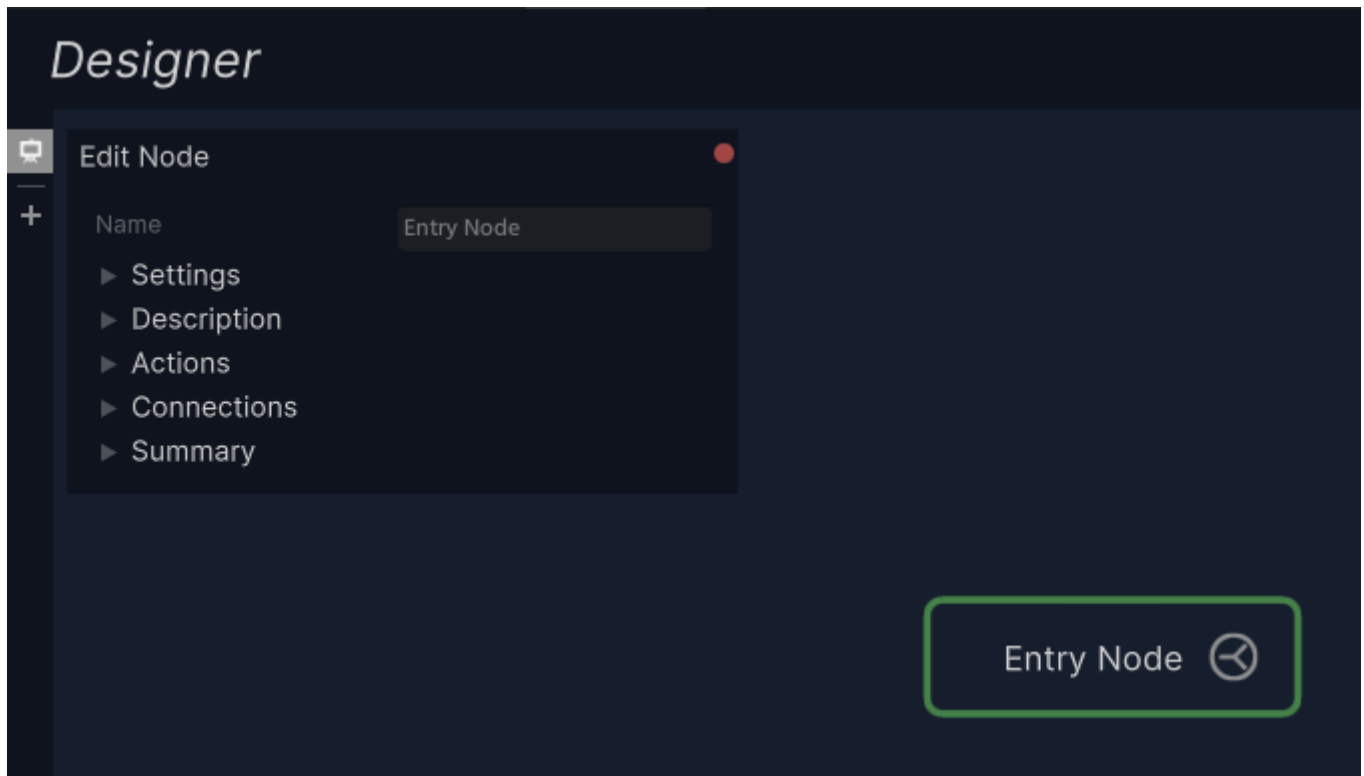 Designer
Edit Node
Name
Entry Node
Settings
Description
Actions
Connections
Summary
Entry Node